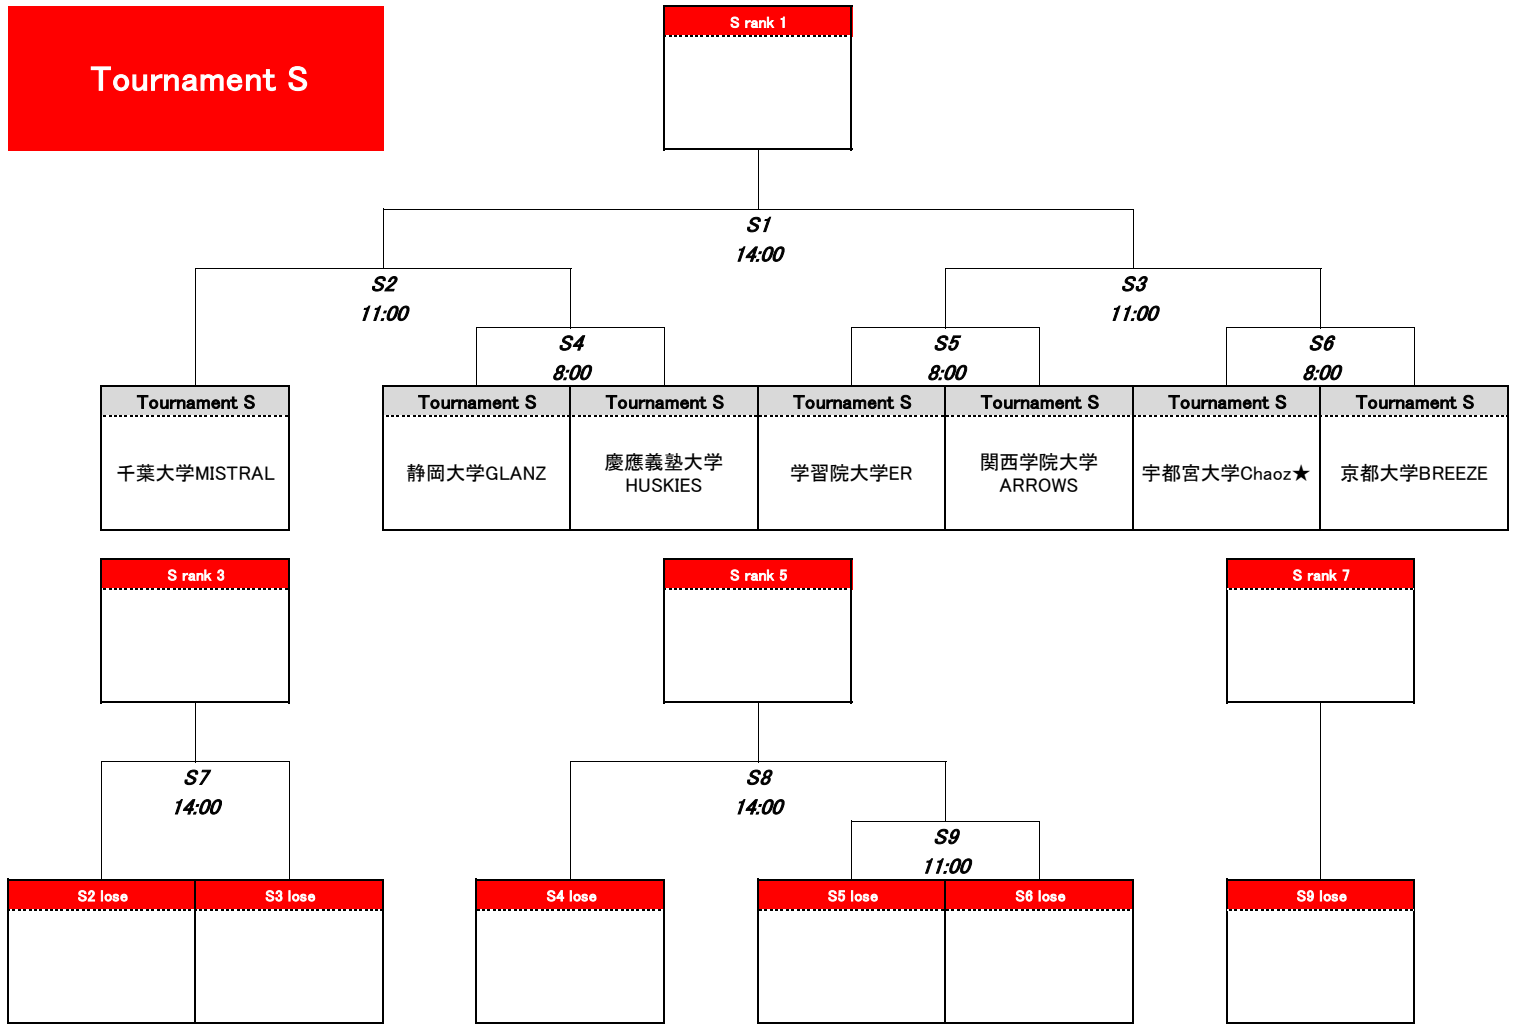 Tournament S
S rank 1
S1
14:00
S2
11:00
S3
11:00
S4
8:00
S5
8:00
S6
8:00
Tournament S
千葉大学MISTRAL
Tournament S
静岡大学GLANZ
Tournament S
慶應義塾大学
HUSKIES
Tournament S
学習院大学ER
Tournament S
関西学院大学
ARROWS
Tournament S
宇都宮大学Chaoz★
Tournament S
京都大学BREEZE
S rank 3
S rank 5
S rank 7
S7
14:00
S8
14:00
S9
11:00
S2 lose
S3 lose
S4 lose
S5 lose
S6 lose
S9 lose